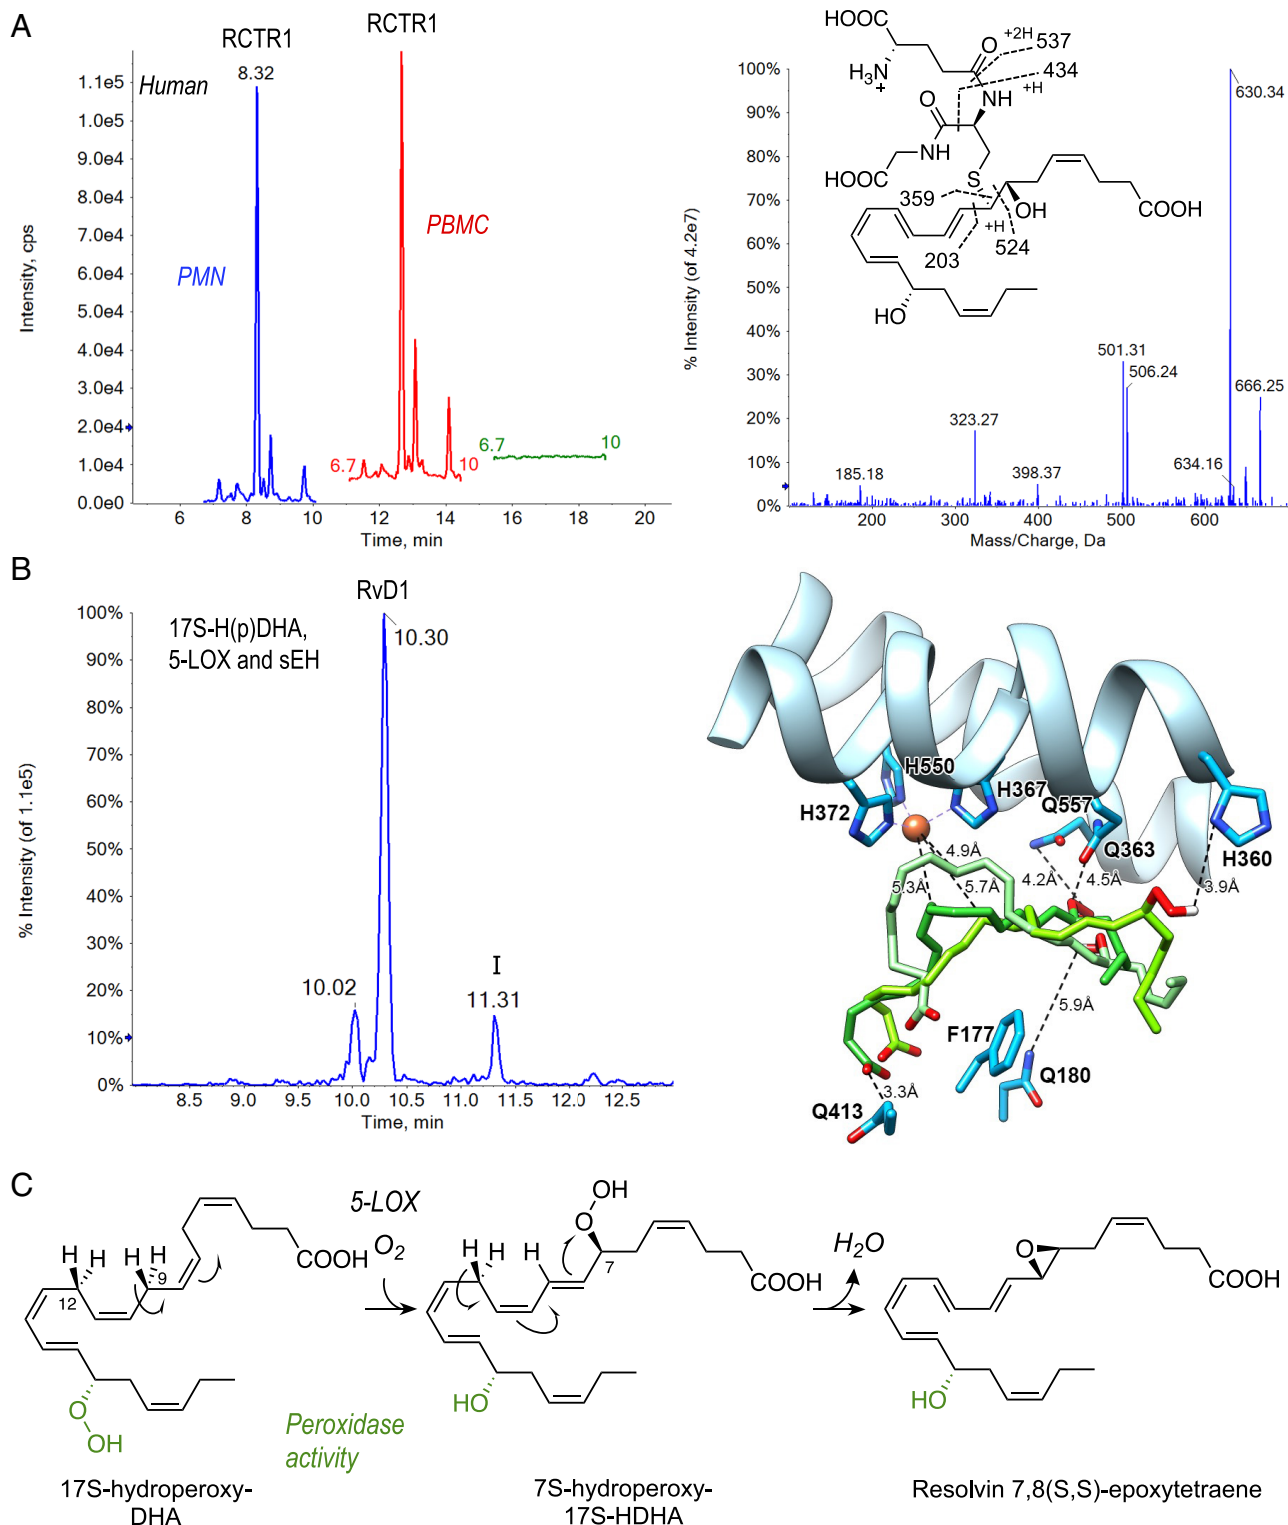 A
RCTR1
RCTR1
8.32
Human
PMN
PBMC
Intensity, cps
1.1e5
1.0e5
9.0e4
8.0e4
7.0e4
6.0e4
5.0e4
4.0e4
3.0e4
2.0e4
1.0e4
0.0e0
6.7
10
6.7
10
6
8
10
12
14
16
18
20
Time, min
% Intensity (of 4.2e7)
100%
90%
80%
70%
60%
50%
40%
30%
20%
10%
0%
HOOC
O
+2H
537
434
H3N
+
+H
NH
O
NH
HOOC
S
359
OH
COOH
+H
524
203
HO
630.34
666.25
501.31
506.24
323.27
398.37
634.16
185.18
200
300
400
500
600
Mass/Charge, Da
B
RvD1
17S-H(p)DHA,
5-LOX and sEH
10.30
10.02
I
11.31
% Intensity (of 1.1e5)
100%
90%
80%
70%
60%
50%
40%
30%
20%
10%
0%
8.5
9.0
9.5
10.0
10.5
11.0
11.5
12.0
12.5
Time, min
H550
H372
H367
Q557
Q363
H360
4.9Å
5.3Å
5.7Å
4.2Å
4.5Å
3.9Å
5.9Å
F177
Q180
Q413
3.3Å
C
H H
H H
9
12
COOH
O
OH
5-LOX
O2
Peroxidase
activity
OH
O
H H
H
7
COOH
HO
H2O
O
COOH
HO
17S-hydroperoxy-
DHA
7S-hydroperoxy-
17S-HDHA
Resolvin 7,8(S,S)-epoxytetraene